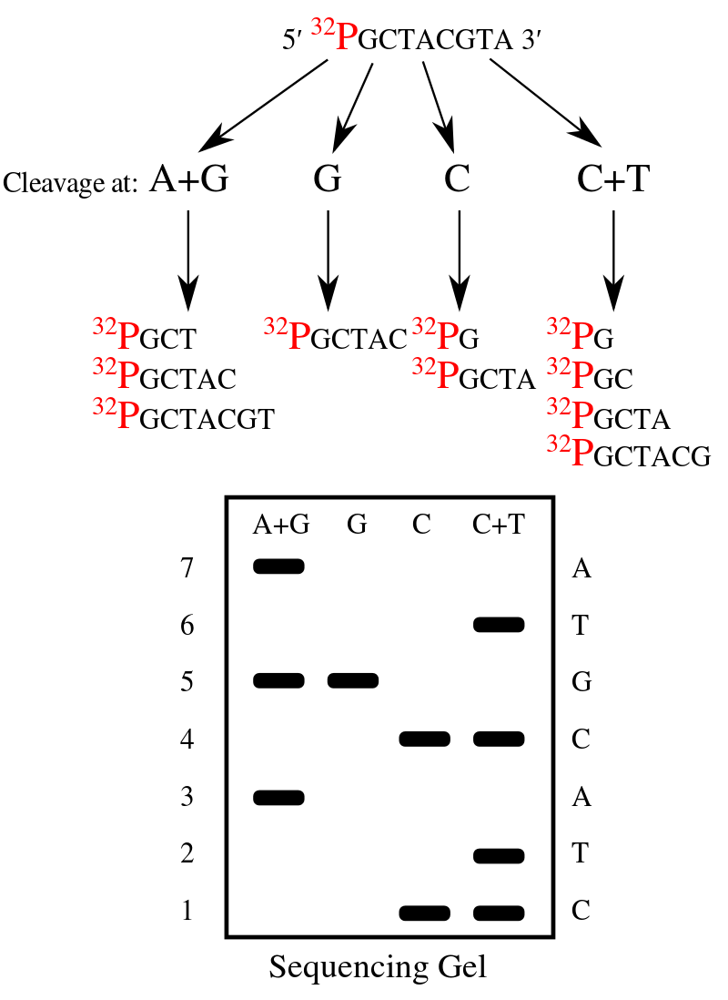 5′ ³²PGCTACGTA 3′
Cleavage at: A+G G C C+T
³²PGCT ³²PGCTAC ³²PG ³²PG
³²PGCTAC ³²PGCTA ³²PGC
³²PGCTACGT ³²PGCTA
³²PGCTACG
A+G G C C+T
7 A
6 T
5 G
4 C
3 A
2 T
1 C
Sequencing Gel